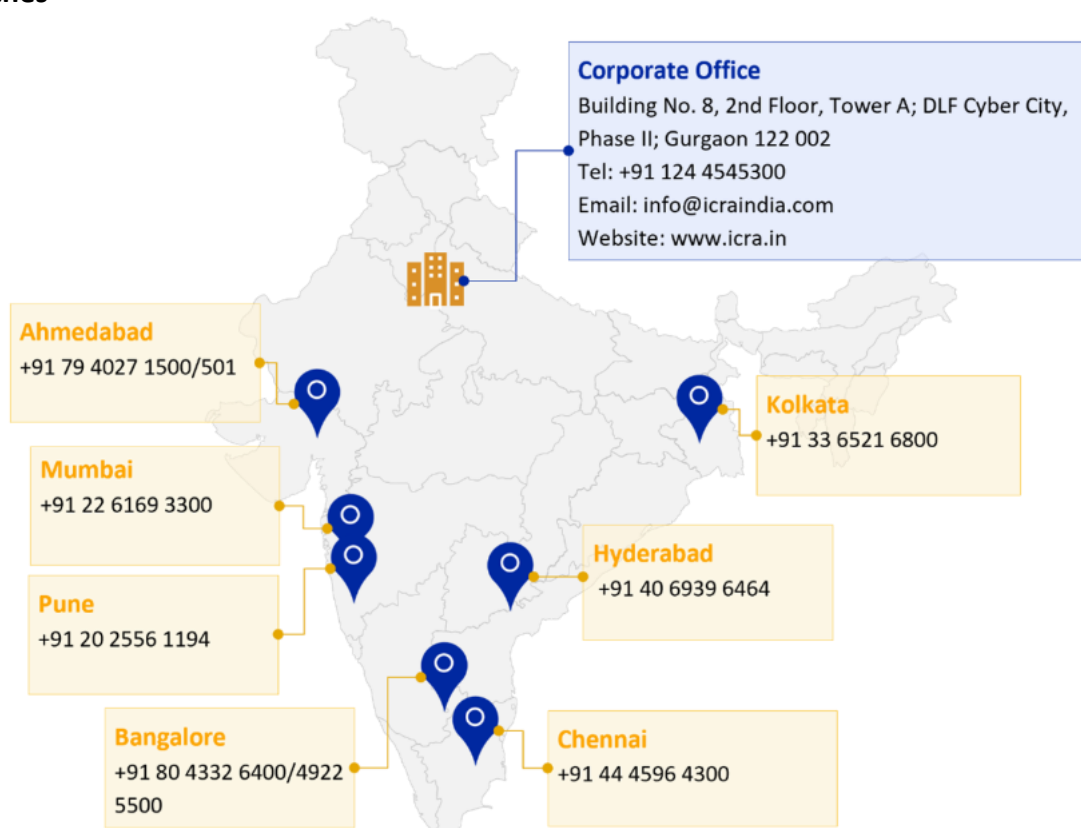 Corporate Office
Building No. 8, 2nd Floor, Tower A; DLF Cyber City,
Phase II; Gurgaon 122 002
Tel: +91 124 4545300
Email: info@icraindia.com
Website: www.icra.in
Ahmedabad
+91 79 4027 1500/501
Kolkata
+91 33 6521 6800
Mumbai
+91 22 6169 3300
Hyderabad
+91 40 6939 6464
Pune
+91 20 2556 1194
Bangalore
+91 80 4332 6400/4922
5500
Chennai
+91 44 4596 4300